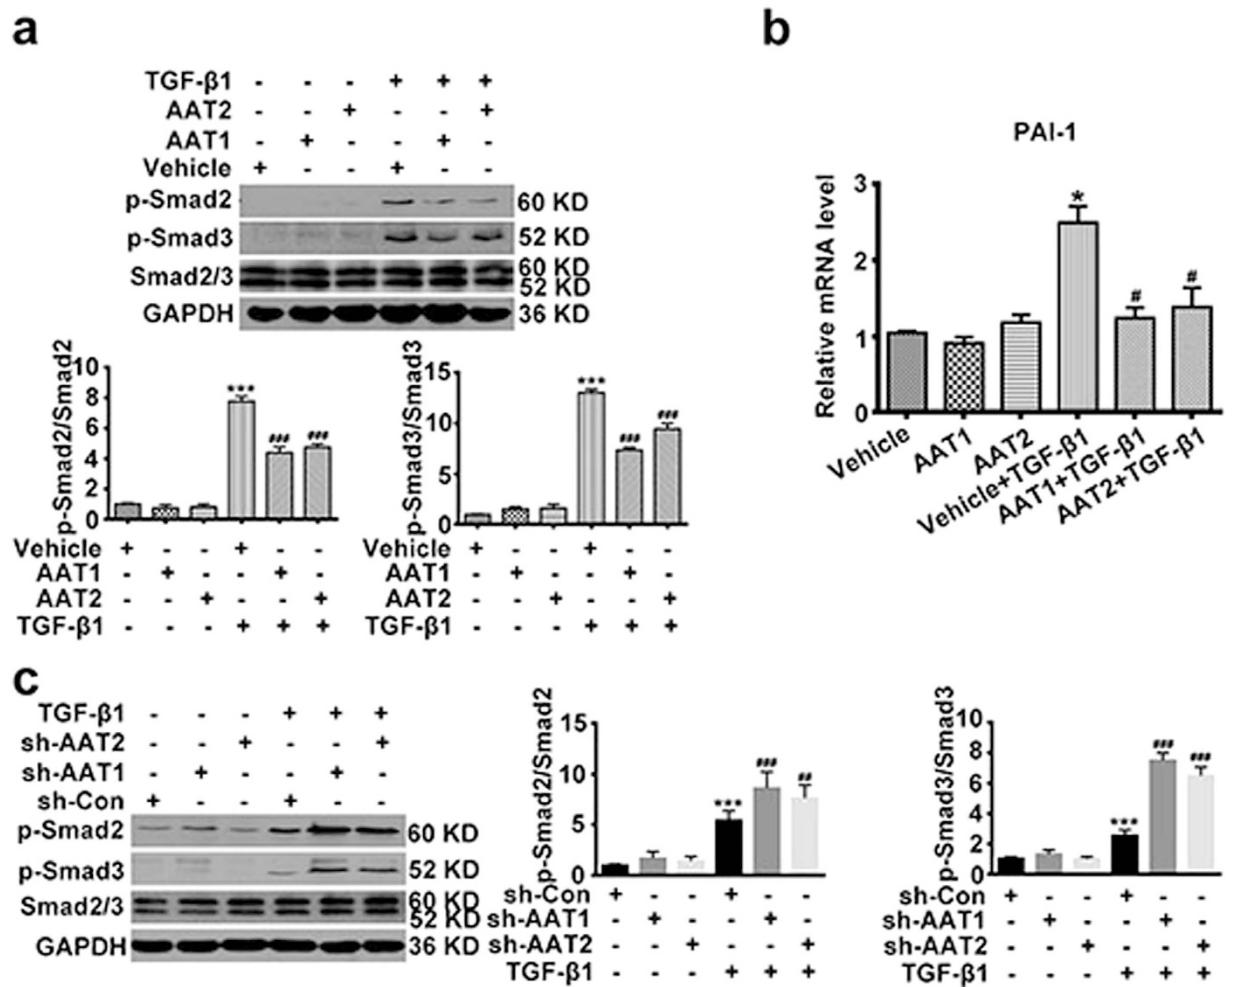 a
TGF-β1 - - - + + +
AAT2 - - + - - +
AAT1 - + - - + -
Vehicle + - - + - -
p-Smad2 60 KD
p-Smad3 52 KD
Smad2/3 60 KD
52 KD
GAPDH 36 KD
p-Smad2/Smad2
10
8
6
4
2
0
*** ### ###
Vehicle + - - + - -
AAT1 - + - - + -
AAT2 - - + - - +
TGF-β1 - - - + + +
p-Smad3/Smad3
15
10
5
0
*** ### ###
Vehicle + - - + - -
AAT1 - + - - + -
AAT2 - - + - - +
TGF-β1 - - - + + +
b
PAI-1
Relative mRNA level
3
2
1
0
* # #
Vehicle
AAT1
AAT2
Vehicle+TGF-β1
AAT1+TGF-β1
AAT2+TGF-β1
c
TGF-β1 - - - + + +
sh-AAT2 - - + - - +
sh-AAT1 - + - - + -
sh-Con + - - + - -
p-Smad2 60 KD
p-Smad3 52 KD
Smad2/3 60 KD
52 KD
GAPDH 36 KD
p-Smad2/Smad2
15
10
5
0
*** ### ##
sh-Con + - - + - -
sh-AAT1 - + - - + -
sh-AAT2 - - + - - +
TGF-β1 - - - + + +
p-Smad3/Smad3
10
8
6
4
2
0
*** ### ###
sh-Con + - - + - -
sh-AAT1 - + - - + -
sh-AAT2 - - + - - +
TGF-β1 - - - + + +